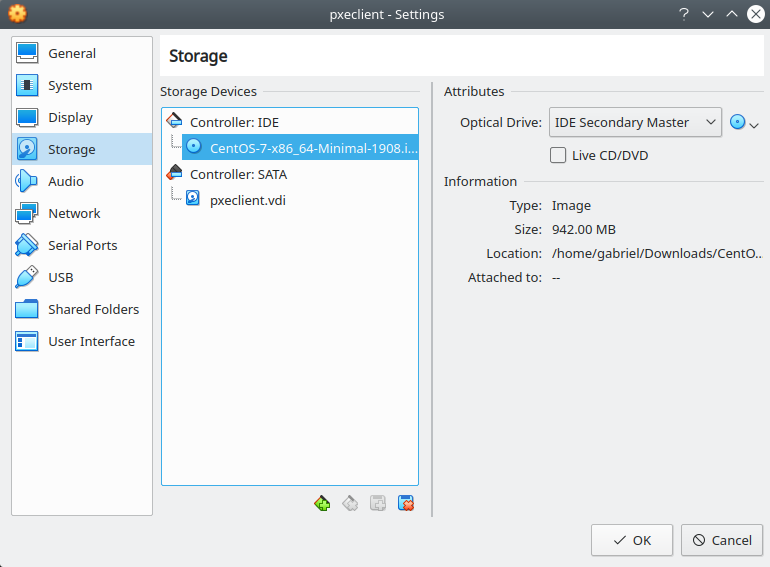 pxeclient - Settings
General
System
Display
Storage
Audio
Network
Serial Ports
USB
Shared Folders
User Interface
Storage
Storage Devices
Controller: IDE
CentOS-7-x86_64-Minimal-1908.i...
Controller: SATA
pxeclient.vdi
Attributes
Optical Drive: IDE Secondary Master
Live CD/DVD
Information
Type: Image
Size: 942.00 MB
Location: /home/gabriel/Downloads/CentO...
Attached to: --
OK
Cancel